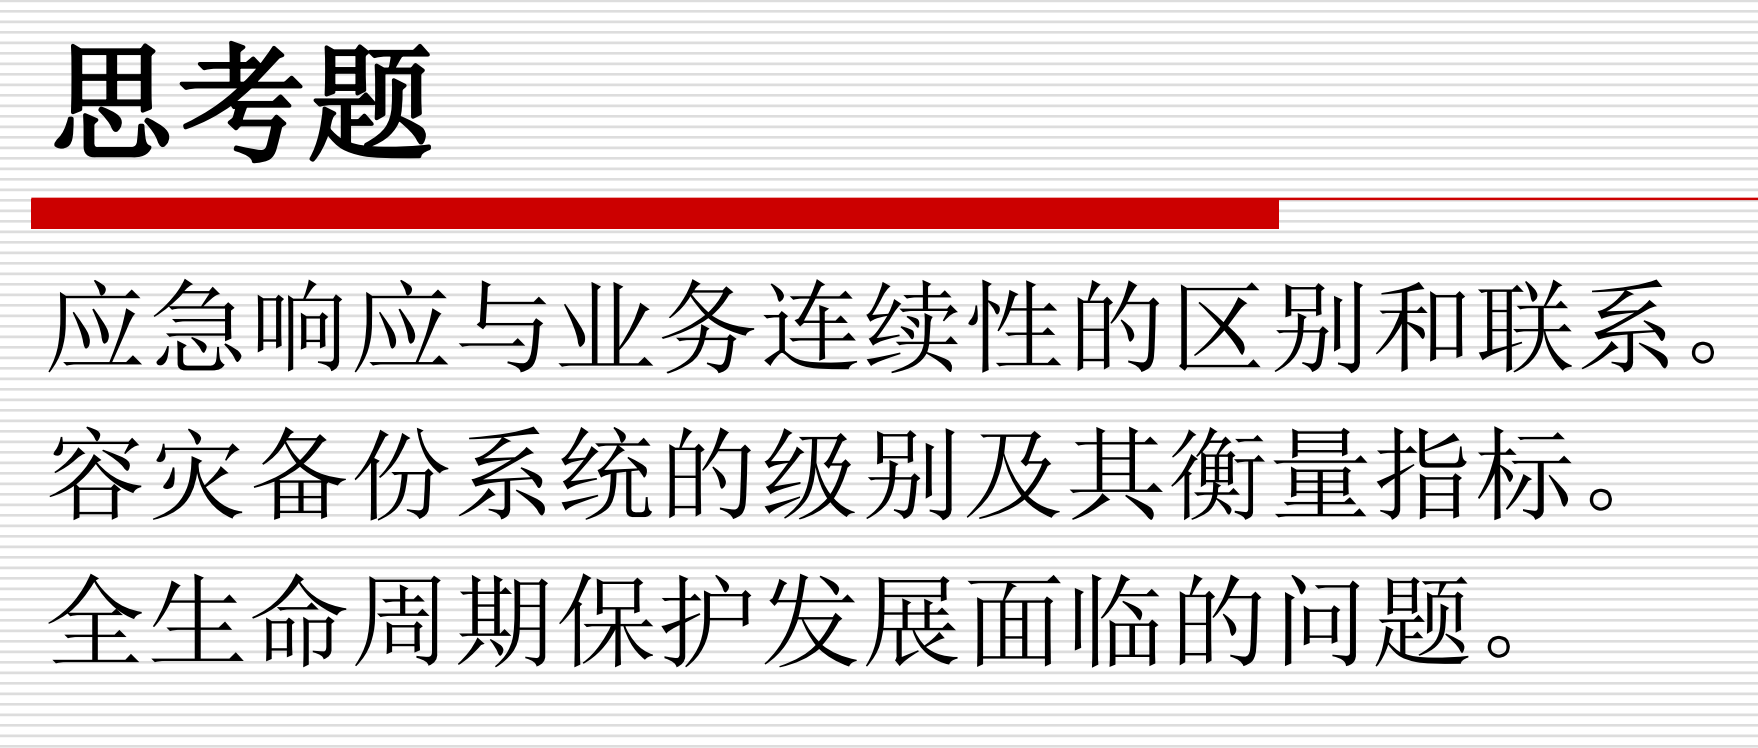 思考题
应急响应与业务连续性的区别和联系。
容灾备份系统的级别及其衡量指标。
全生命周期保护发展面临的问题。